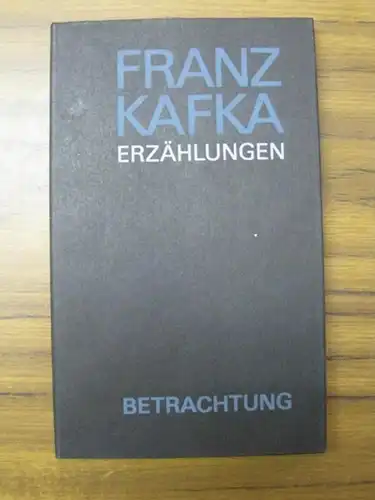 FRANZ
KAFKA
ERZÄHLUNGEN
BETRACHTUNG